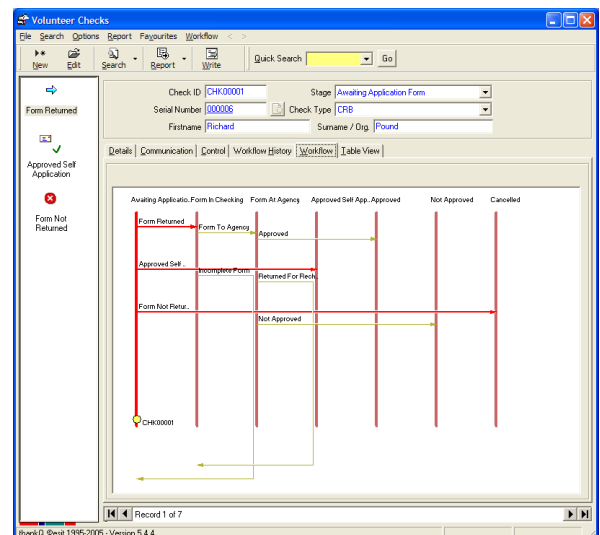 Volunteer Checks
File Search Options Report Favourites Workflow < >
New Edit Search Report Write Quick Search Go
Form Returned
Approved Self
Application
Form Not
Returned
Check ID CHK00001 Stage Awaiting Application Form
Serial Number 000006 Check Type CRB
Firstname Richard Surname / Org. Pound
Details Communication Control Workflow History Workflow Table View
Awaiting Applicatio.. Form In Checking Form At Agency Approved Self App.. Approved Not Approved Cancelled
Form Returned
Form To Agency
Approved
Approved Self ..
Incomplete Form
Returned For Rech..
Form Not Retur..
Not Approved
CHK00001
Record 1 of 7
thankQ ©esit 1995-2005 - Version 5.4.4